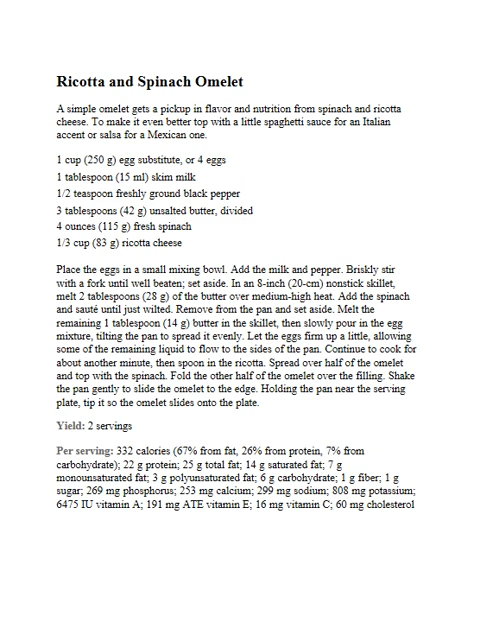 Ricotta and Spinach Omelet
A simple omelet gets a pickup in flavor and nutrition from spinach and ricotta
cheese. To make it even better top with a little spaghetti sauce for an Italian
accent or salsa for a Mexican one.
1 cup (250 g) egg substitute, or 4 eggs
1 tablespoon (15 ml) skim milk
1/2 teaspoon freshly ground black pepper
3 tablespoons (42 g) unsalted butter, divided
4 ounces (115 g) fresh spinach
1/3 cup (83 g) ricotta cheese
Place the eggs in a small mixing bowl. Add the milk and pepper. Briskly stir
with a fork until well beaten; set aside. In an 8-inch (20-cm) nonstick skillet,
melt 2 tablespoons (28 g) of the butter over medium-high heat. Add the spinach
and sauté until just wilted. Remove from the pan and set aside. Melt the
remaining 1 tablespoon (14 g) butter in the skillet, then slowly pour in the egg
mixture, tilting the pan to spread it evenly. Let the eggs firm up a little, allowing
some of the remaining liquid to flow to the sides of the pan. Continue to cook for
about another minute, then spoon in the ricotta. Spread over half of the omelet
and top with the spinach. Fold the other half of the omelet over the filling. Shake
the pan gently to slide the omelet to the edge. Holding the pan near the serving
plate, tip it so the omelet slides onto the plate.
Yield: 2 servings
Per serving: 332 calories (67% from fat, 26% from protein, 7% from
carbohydrate); 22 g protein; 25 g total fat; 14 g saturated fat; 7 g
monounsaturated fat; 3 g polyunsaturated fat; 6 g carbohydrate; 1 g fiber; 1 g
sugar; 269 mg phosphorus; 253 mg calcium; 299 mg sodium; 808 mg potassium;
6475 IU vitamin A; 191 mg ATE vitamin E; 16 mg vitamin C; 60 mg cholesterol